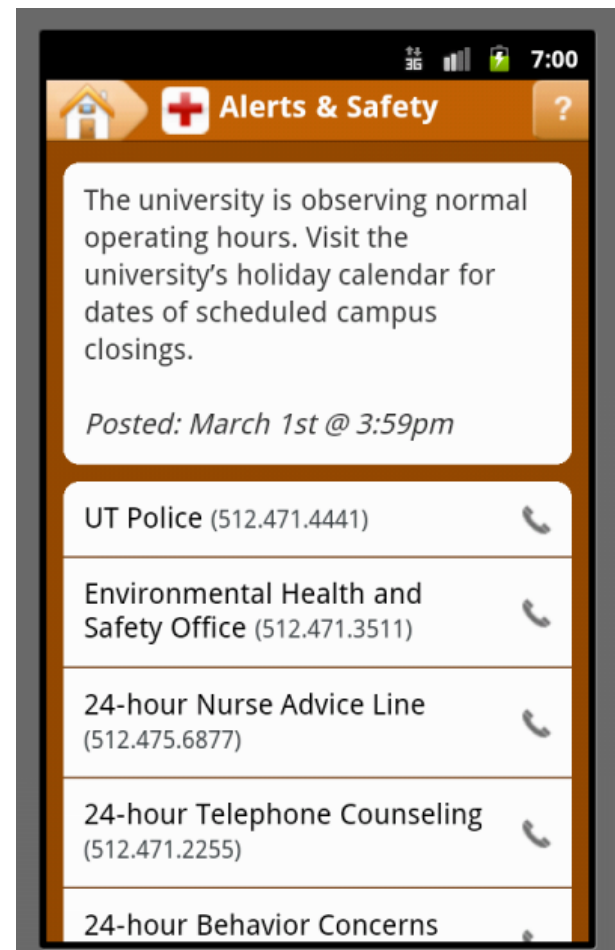 3G 7:00
Alerts & Safety ?
The university is observing normal
operating hours. Visit the
university’s holiday calendar for
dates of scheduled campus
closings.
Posted: March 1st @ 3:59pm
UT Police (512.471.4441)
Environmental Health and
Safety Office (512.471.3511)
24-hour Nurse Advice Line
(512.475.6877)
24-hour Telephone Counseling
(512.471.2255)
24-hour Behavior Concerns